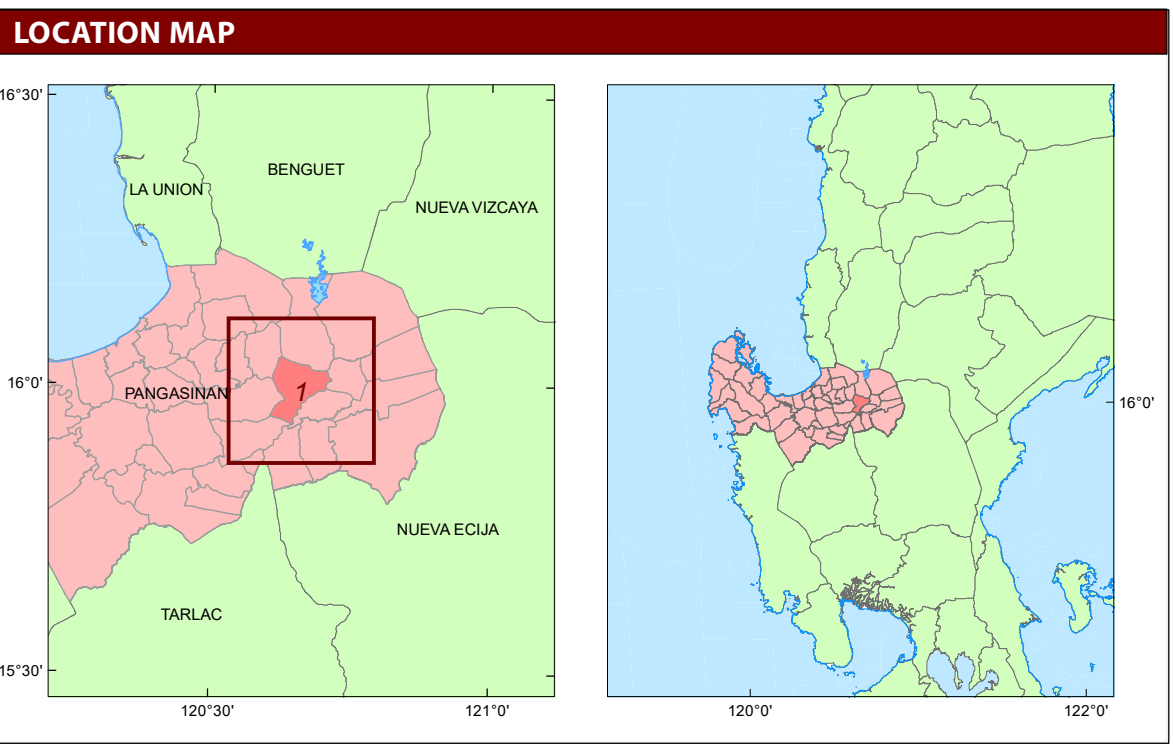 LOCATION MAP
16°30'
BENGUET
LA UNION
NUEVA VIZCAYA
16°0'
PANGASINAN
1
16°0'
NUEVA ECIJA
TARLAC
15°30'
120°30'
121°0'
120°0'
122°0'